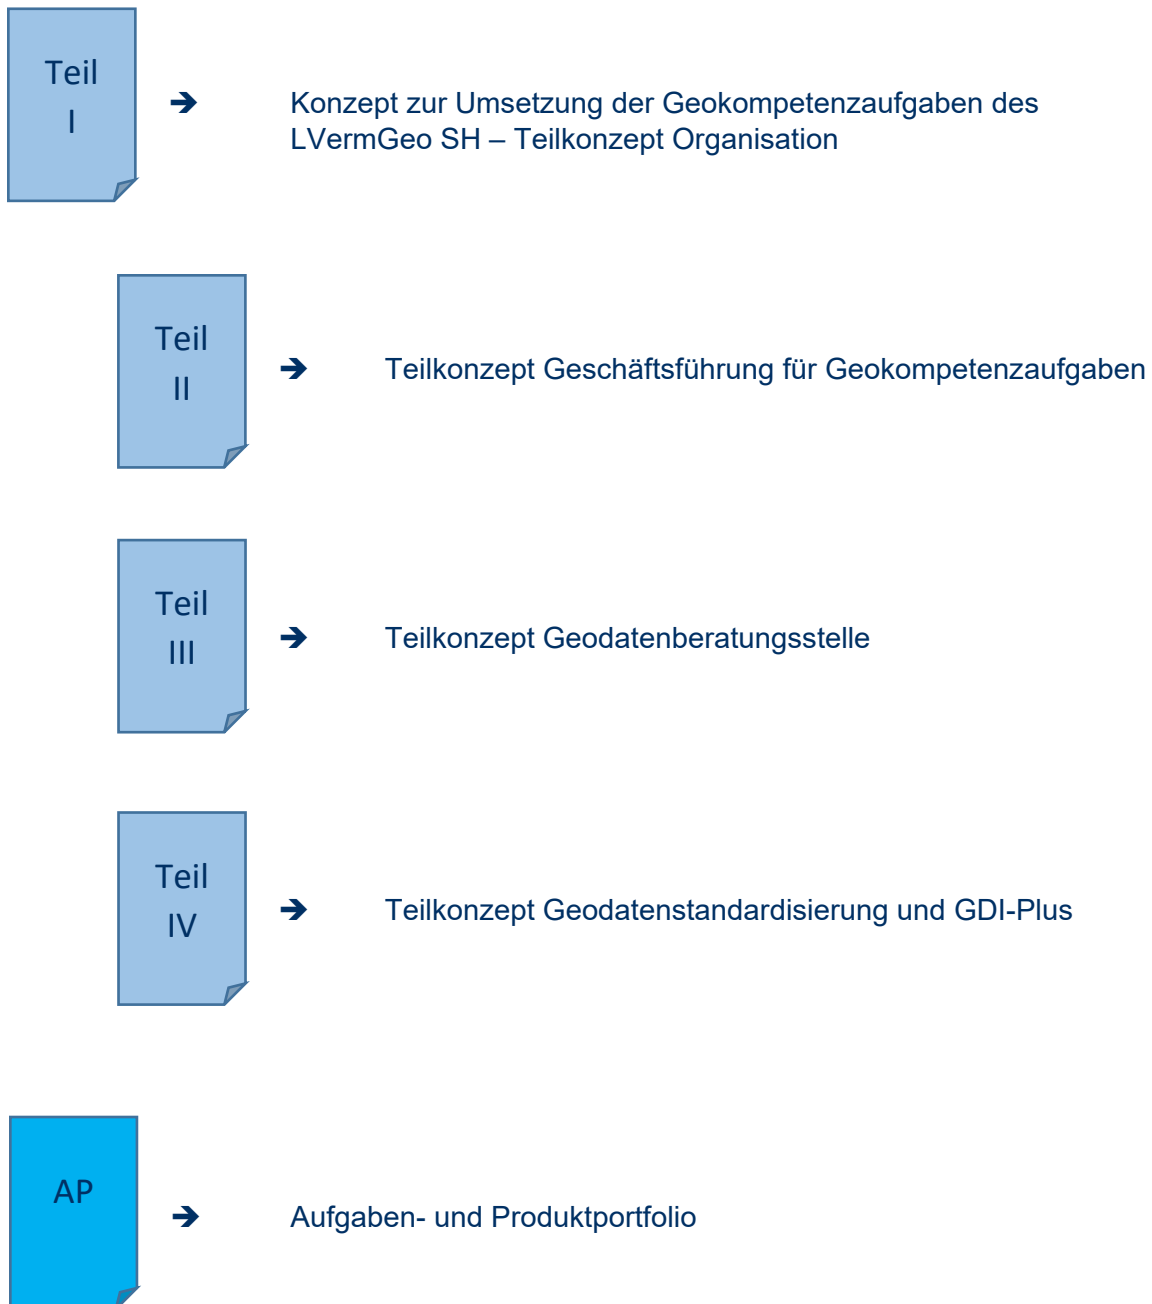 Teil
I
➔ Konzept zur Umsetzung der Geokompetenzaufgaben des
LVermGeo SH – Teilkonzept Organisation
Teil
II
➔ Teilkonzept Geschäftsführung für Geokompetenzaufgaben
Teil
III
➔ Teilkonzept Geodatenberatungsstelle
Teil
IV
➔ Teilkonzept Geodatenstandardisierung und GDI-Plus
AP
➔ Aufgaben- und Produktportfolio